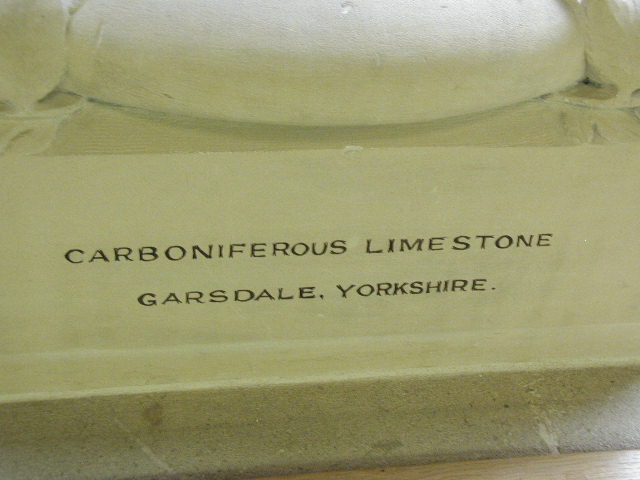 CARBONIFEROUS LIMESTONE
GARSDALE, YORKSHIRE.